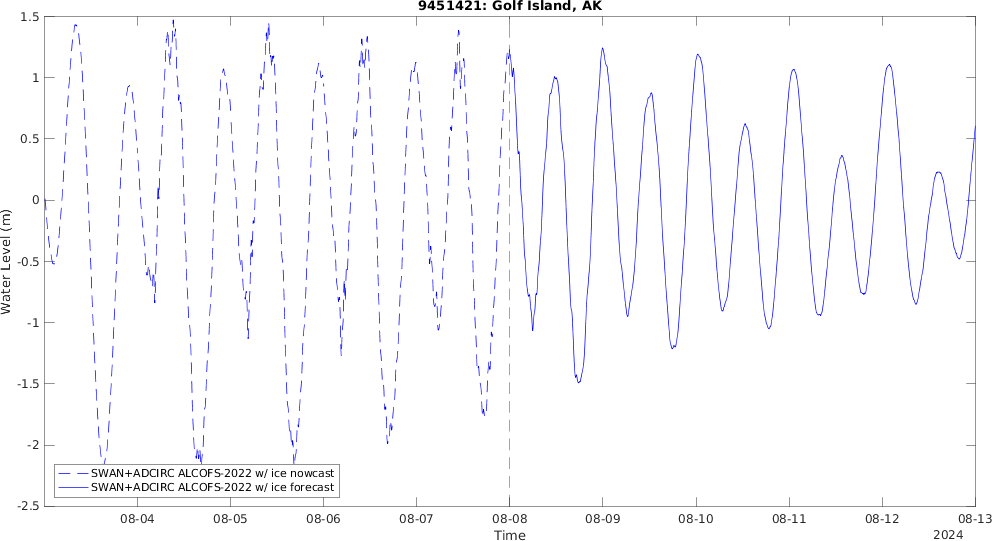 9451421: Golf Island, AK
1.5
1
0.5
0
-0.5
-1
-1.5
-2
-2.5
Water Level (m)
SWAN+ADCIRC ALCOFS-2022 w/ ice nowcast
SWAN+ADCIRC ALCOFS-2022 w/ ice forecast
08-04 08-05 08-06 08-07 08-08 08-09 08-10 08-11 08-12 08-13
Time
2024